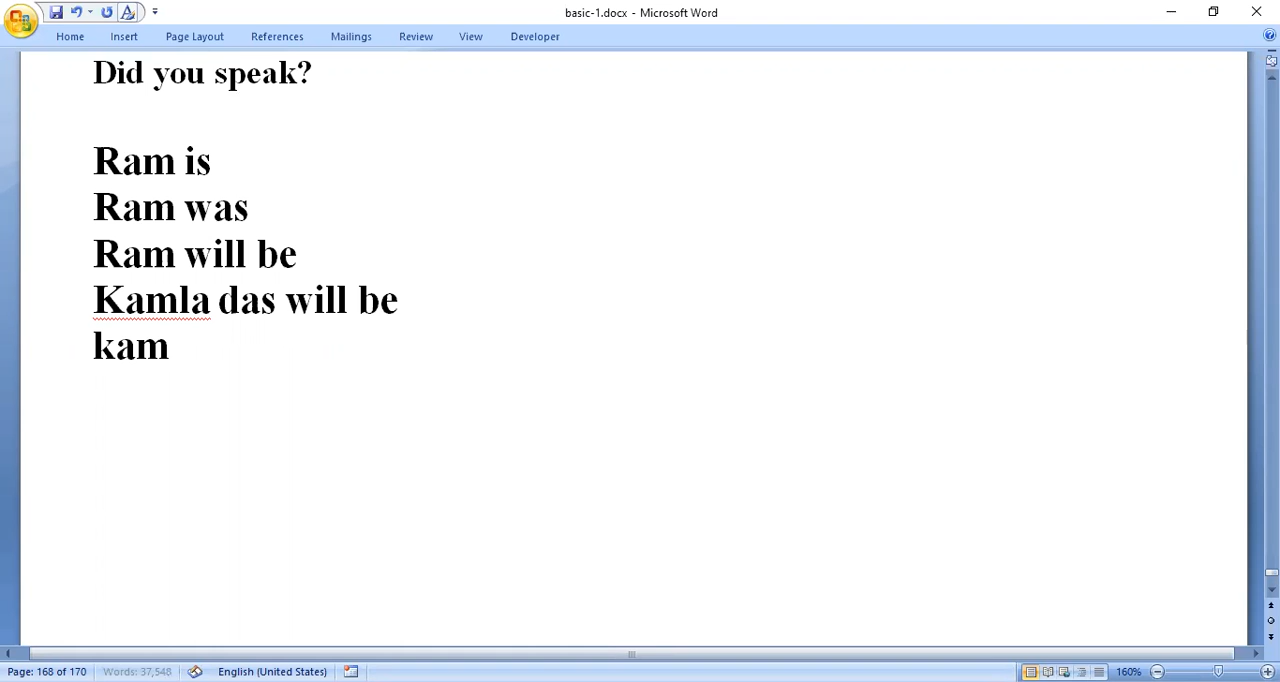 basic-1.docx - Microsoft Word
Home Insert Page Layout References Mailings Review View Developer
Did you speak?
Ram is
Ram was
Ram will be
Kamla das will be
kam
Page: 168 of 170 Words: 37,548 English (United States) 160%